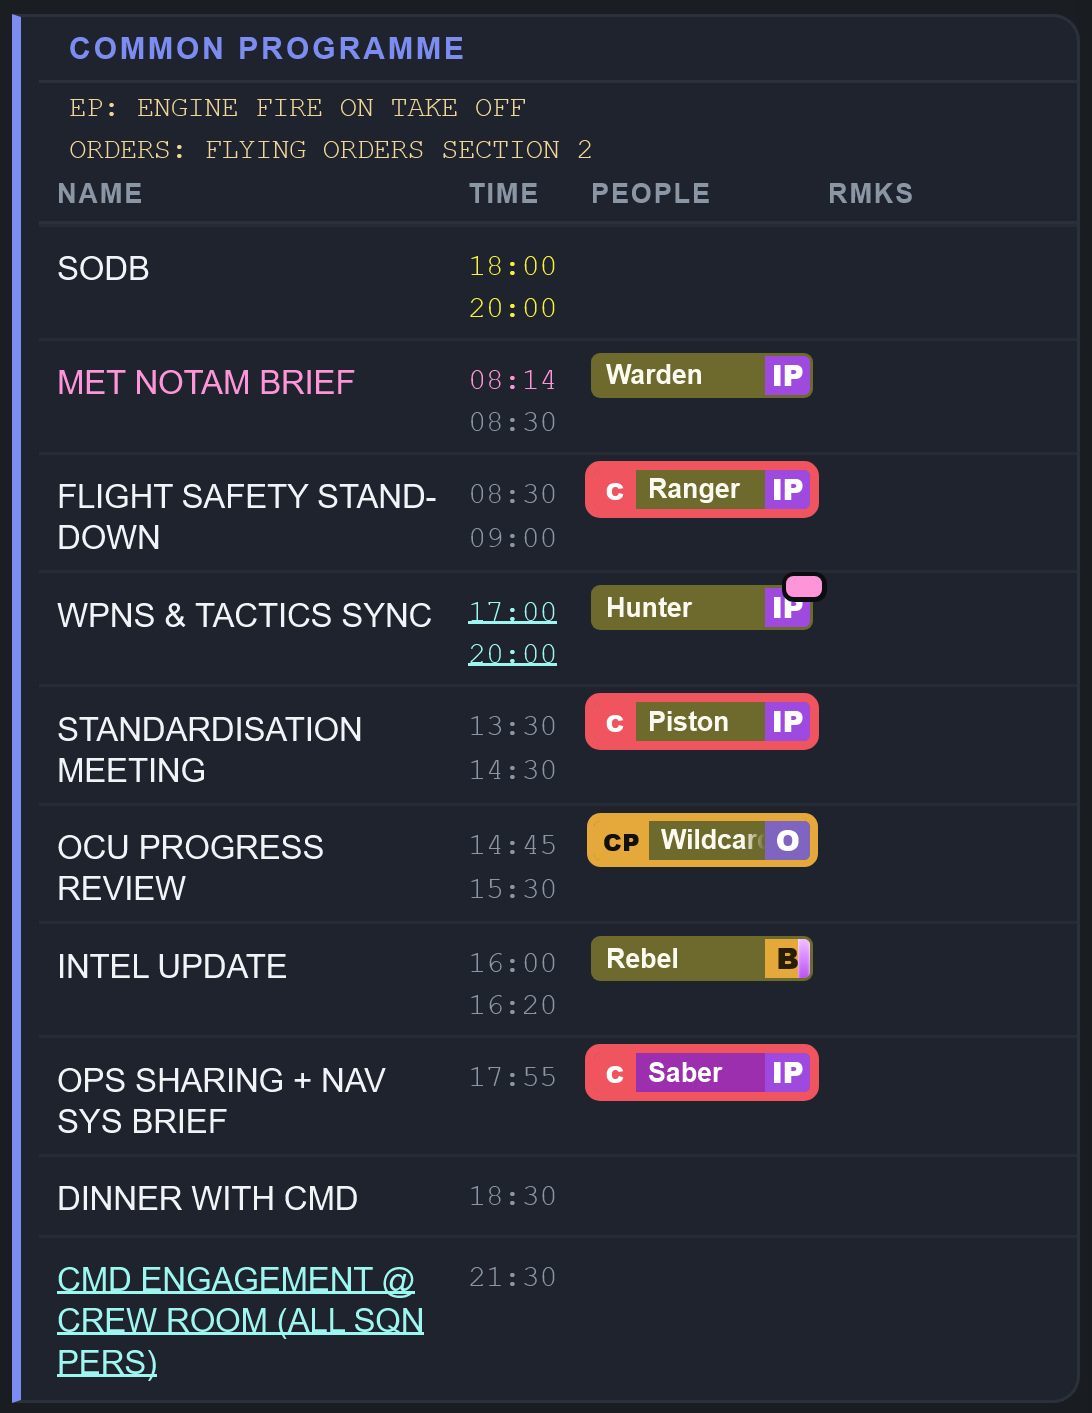 COMMON PROGRAMME
EP: ENGINE FIRE ON TAKE OFF
ORDERS: FLYING ORDERS SECTION 2
NAME TIME PEOPLE RMKS
SODB 18:00
20:00
MET NOTAM BRIEF 08:14 Warden IP
08:30
FLIGHT SAFETY STAND- 08:30 C Ranger IP
DOWN 09:00
WPNS & TACTICS SYNC 17:00 Hunter IP
20:00
STANDARDISATION 13:30 C Piston IP
MEETING 14:30
OCU PROGRESS 14:45 CP Wildcard O
REVIEW 15:30
INTEL UPDATE 16:00 Rebel B
16:20
OPS SHARING + NAV 17:55 C Saber IP
SYS BRIEF
DINNER WITH CMD 18:30
CMD ENGAGEMENT @ 21:30
CREW ROOM (ALL SQN
PERS)